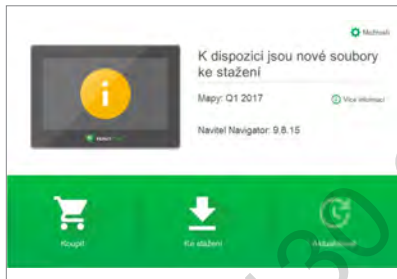 Možnosti
K dispozici jsou nové soubory
ke stažení
Mapy: Q1 2017
Více informací
Navitel Navigator: 9.8.15
Koupit
Ke stažení
Aktualizovat